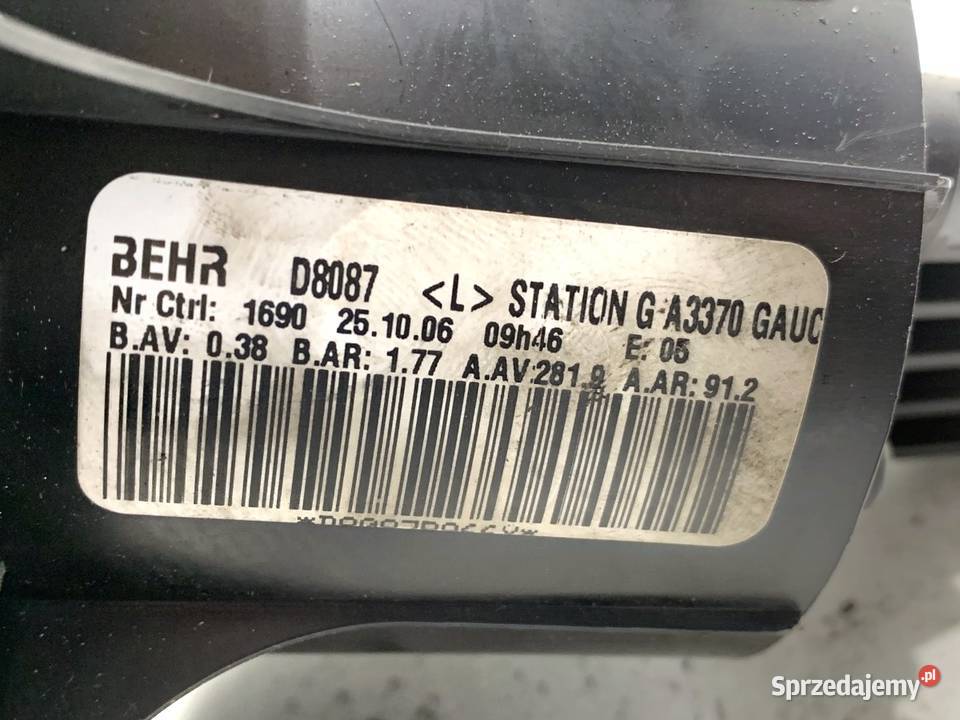 BEHR D8087 <L> STATION G A3370 GAUC
Nr Ctrl: 1690 25.10.06 09h46 E: 05
B.AV: 0.38 B.AR: 1.77 A.AV:281.9 A.AR: 91.2
Sprzedajemy.pl